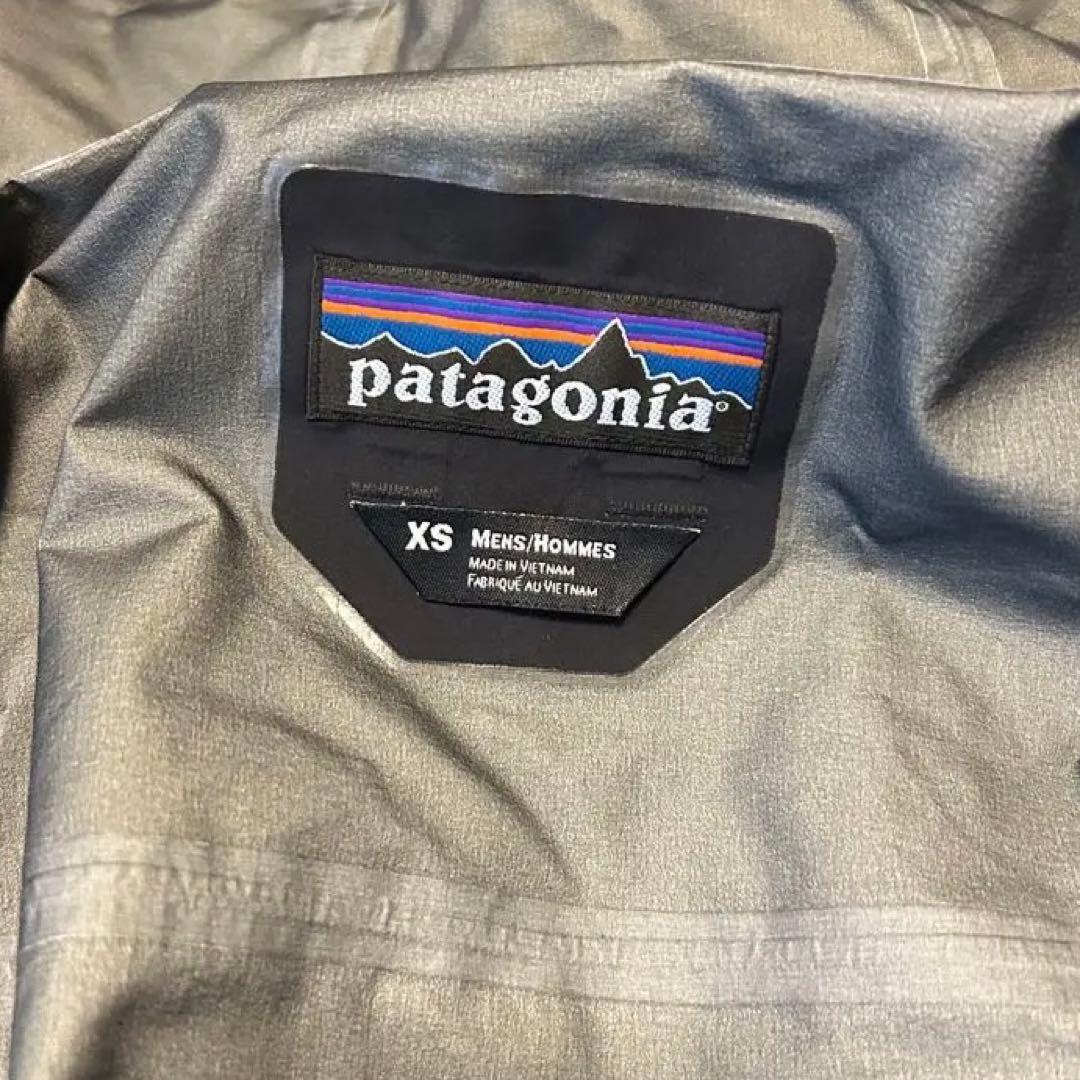 patagonia®
XS MENS/HOMMES
MADE IN VIETNAM
FABRIQUÉ AU VIETNAM